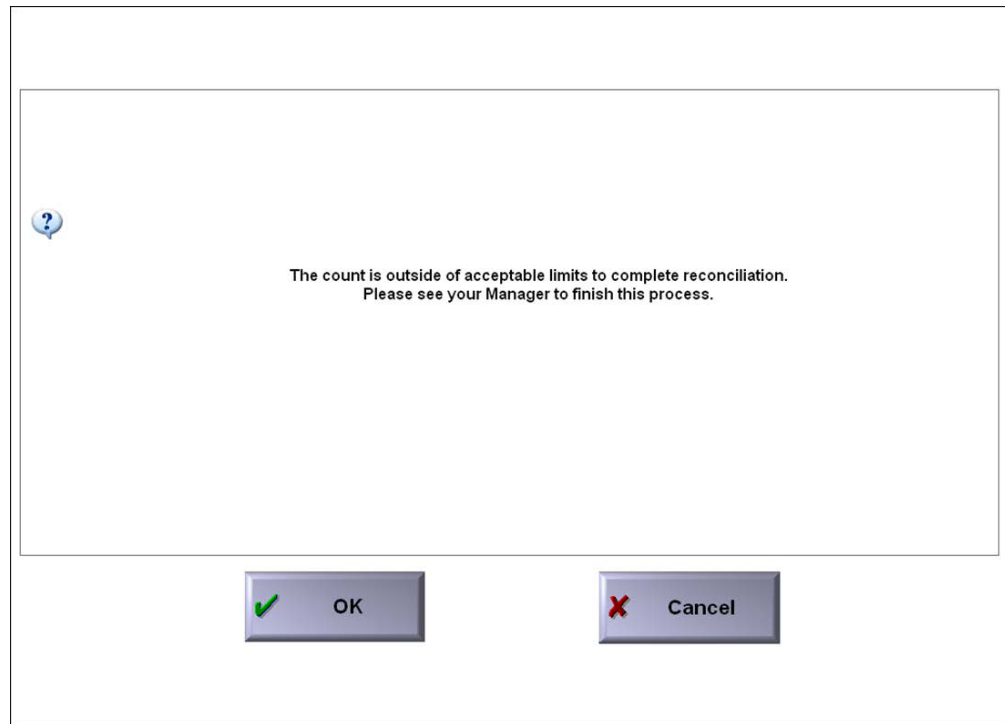 ?
The count is outside of acceptable limits to complete reconciliation.
Please see your Manager to finish this process.
OK
Cancel